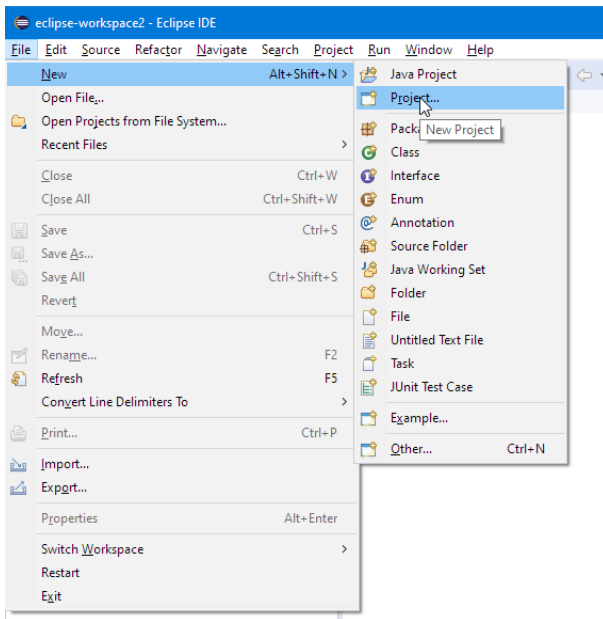 eclipse-workspace2 - Eclipse IDE
File Edit Source Refactor Navigate Search Project Run Window Help
New Alt+Shift+N >
Open File...
Open Projects from File System...
Recent Files >
Close Ctrl+W
Close All Ctrl+Shift+W
Save Ctrl+S
Save As...
Save All Ctrl+Shift+S
Revert
Move...
Rename... F2
Refresh F5
Convert Line Delimiters To >
Print... Ctrl+P
Import...
Export...
Properties Alt+Enter
Switch Workspace >
Restart
Exit
Java Project
Project...
New Project
Class
Interface
Enum
Annotation
Source Folder
Java Working Set
Folder
File
Untitled Text File
Task
JUnit Test Case
Example...
Other... Ctrl+N